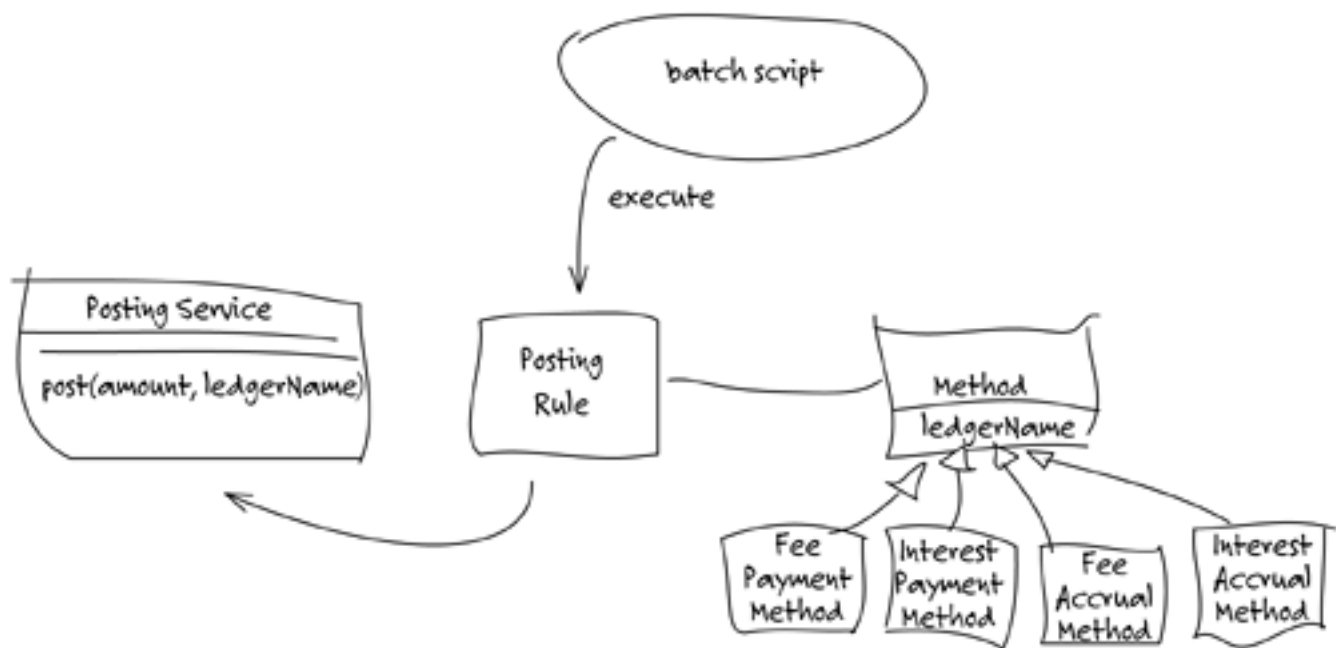 batch script
execute
Posting Service
post(amount, ledgerName)
Posting
Rule
Method
ledgerName
Fee
Payment
Method
Interest
Payment
Method
Fee
Accrual
Method
Interest
Accrual
Method